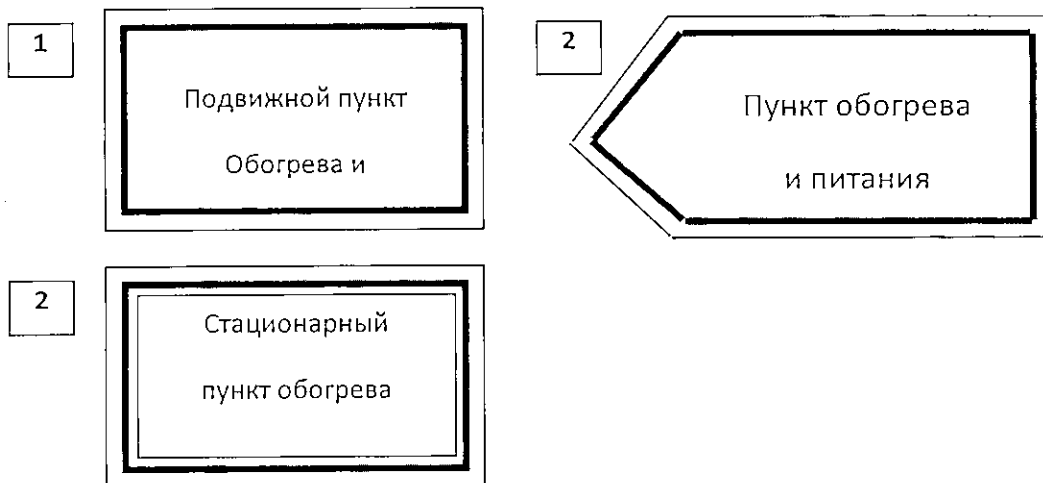 1
Подвижной пункт
Обогрева и
2
Пункт обогрева
и питания
2
Стационарный
пункт обогрева